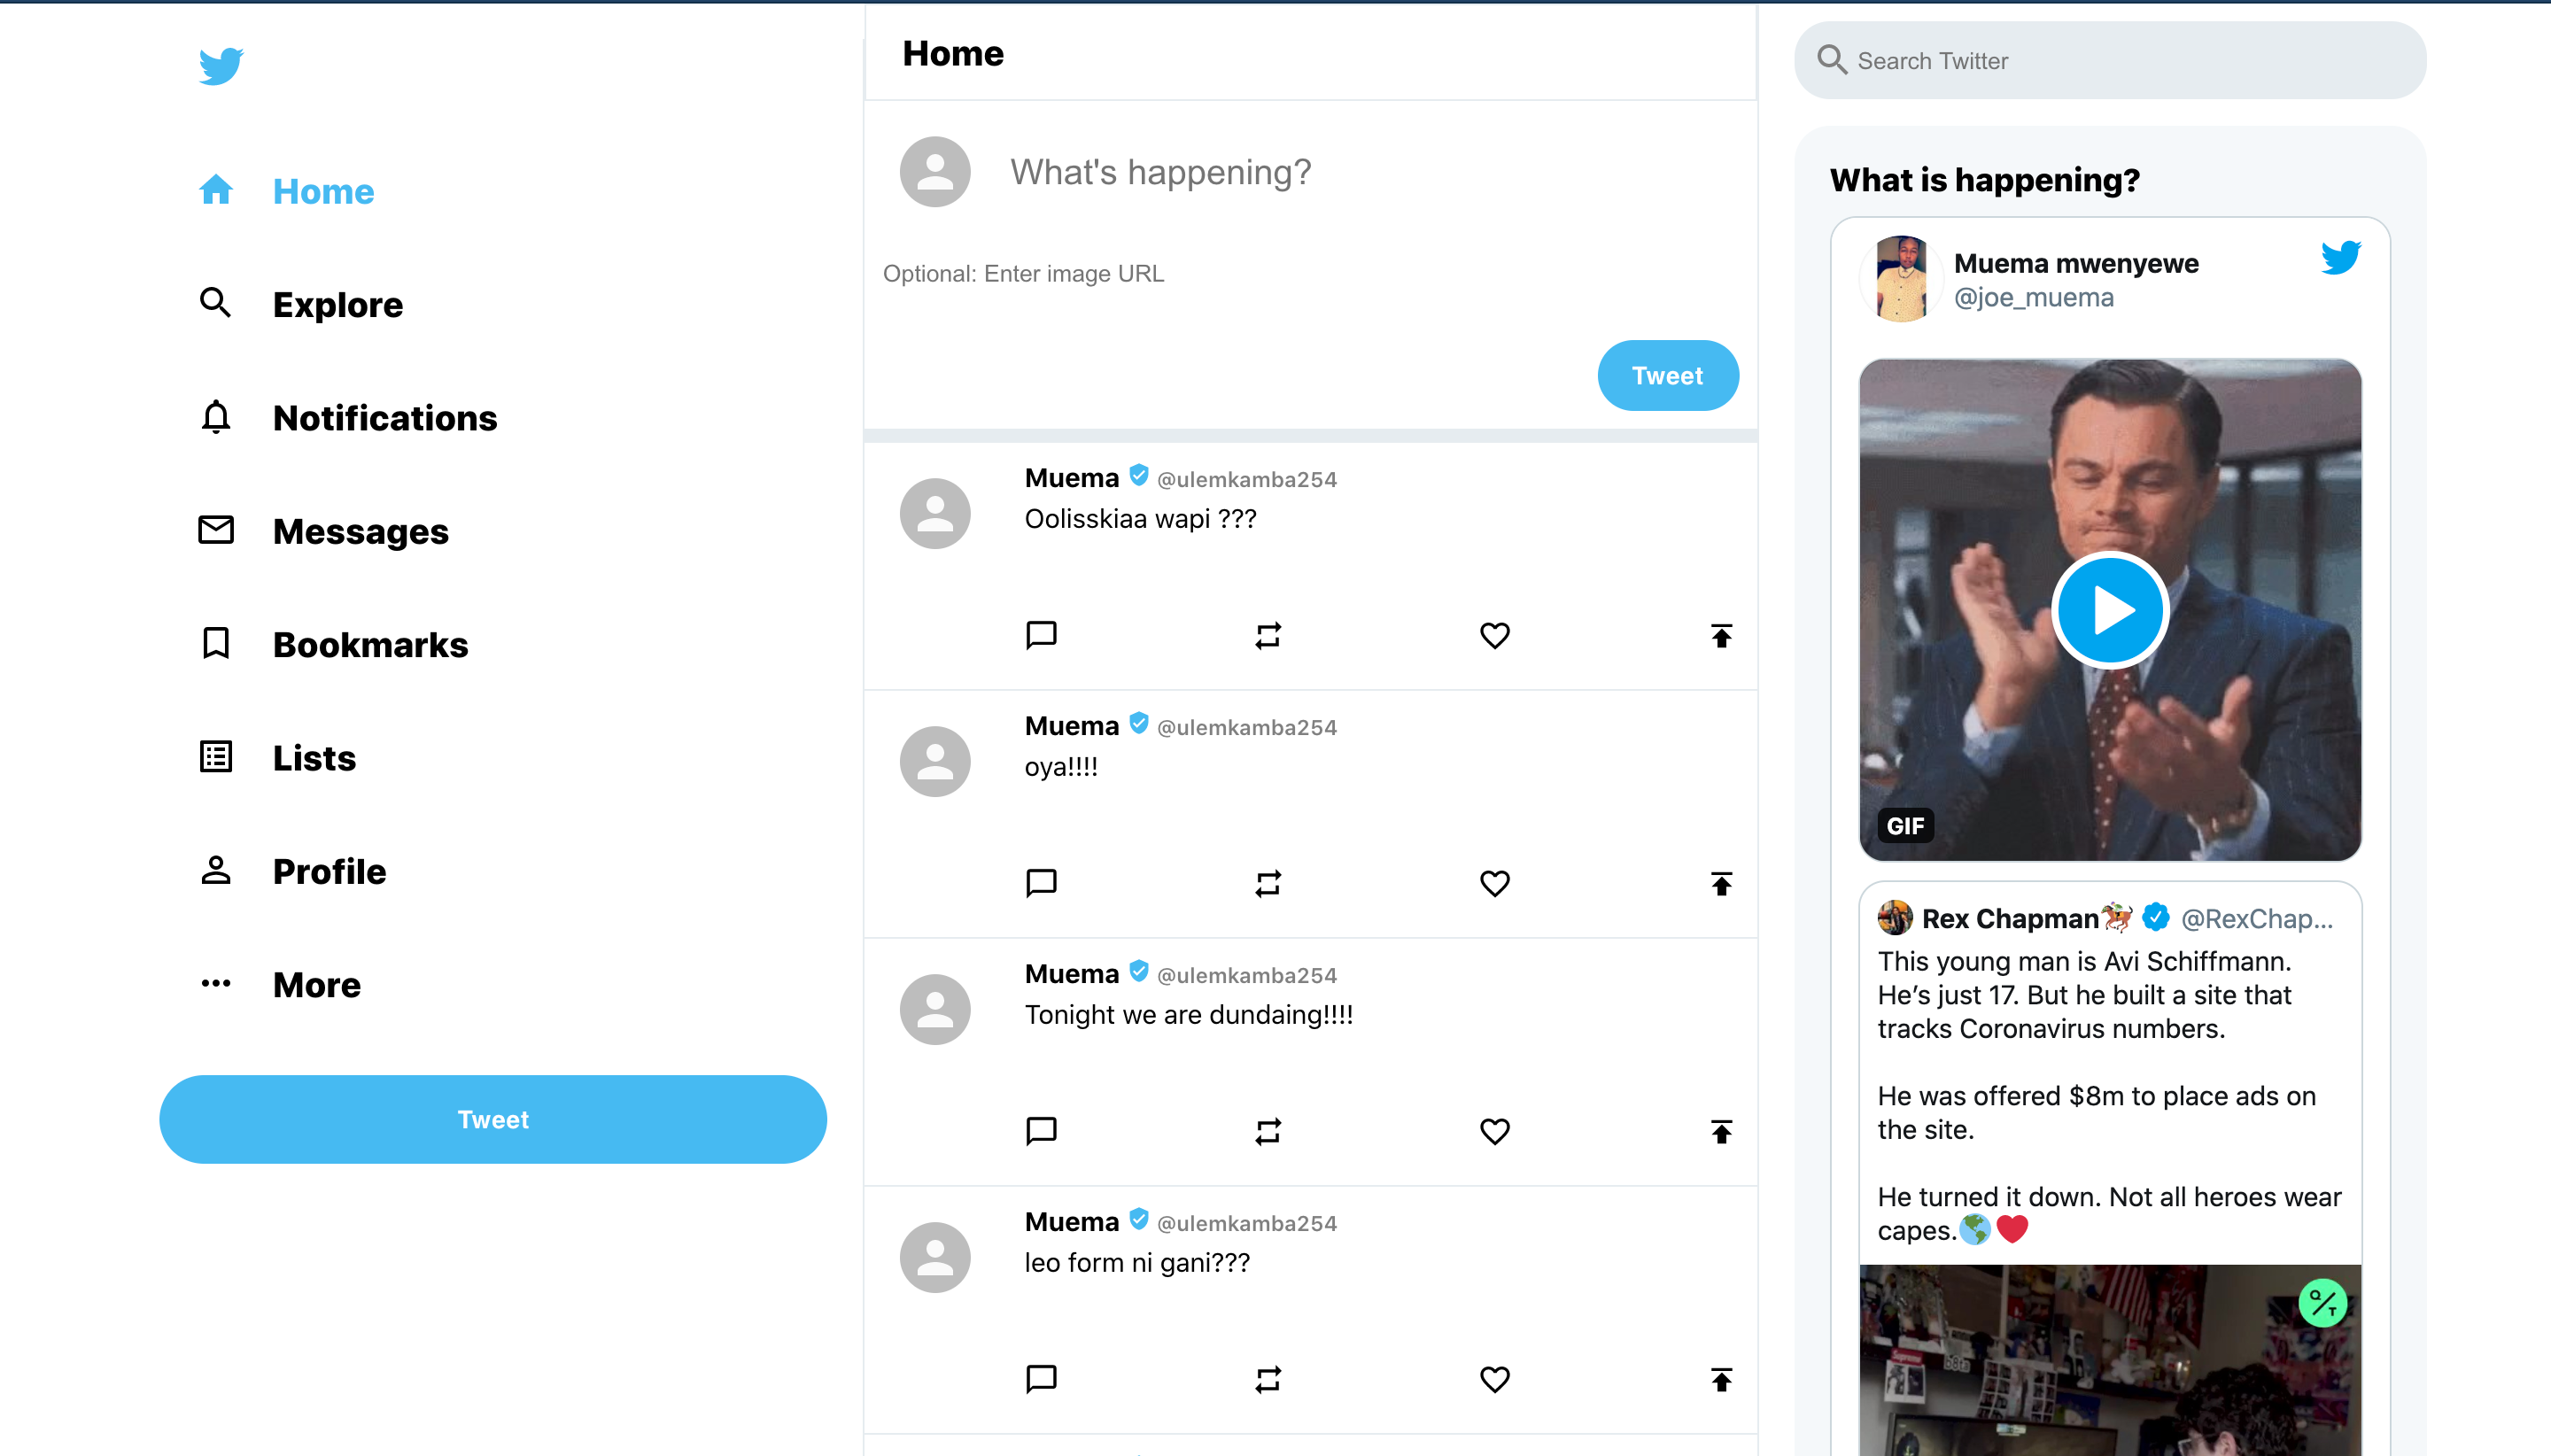 Home
Explore
Notifications
Messages
Bookmarks
Lists
Profile
More
Tweet
Home
What's happening?
Optional: Enter image URL
Tweet
Muema @ulemkamba254
Oolisskiaa wapi ???
Muema @ulemkamba254
oya!!!!
Muema @ulemkamba254
Tonight we are dundaing!!!!
Muema @ulemkamba254
leo form ni gani???
Search Twitter
What is happening?
Muema mwenyewe
@joe_muema
GIF
Rex Chapman🏇 @RexChap...
This young man is Avi Schiffmann.
He’s just 17. But he built a site that
tracks Coronavirus numbers.
He was offered $8m to place ads on
the site.
He turned it down. Not all heroes wear
capes.🌎❤️
Supreme